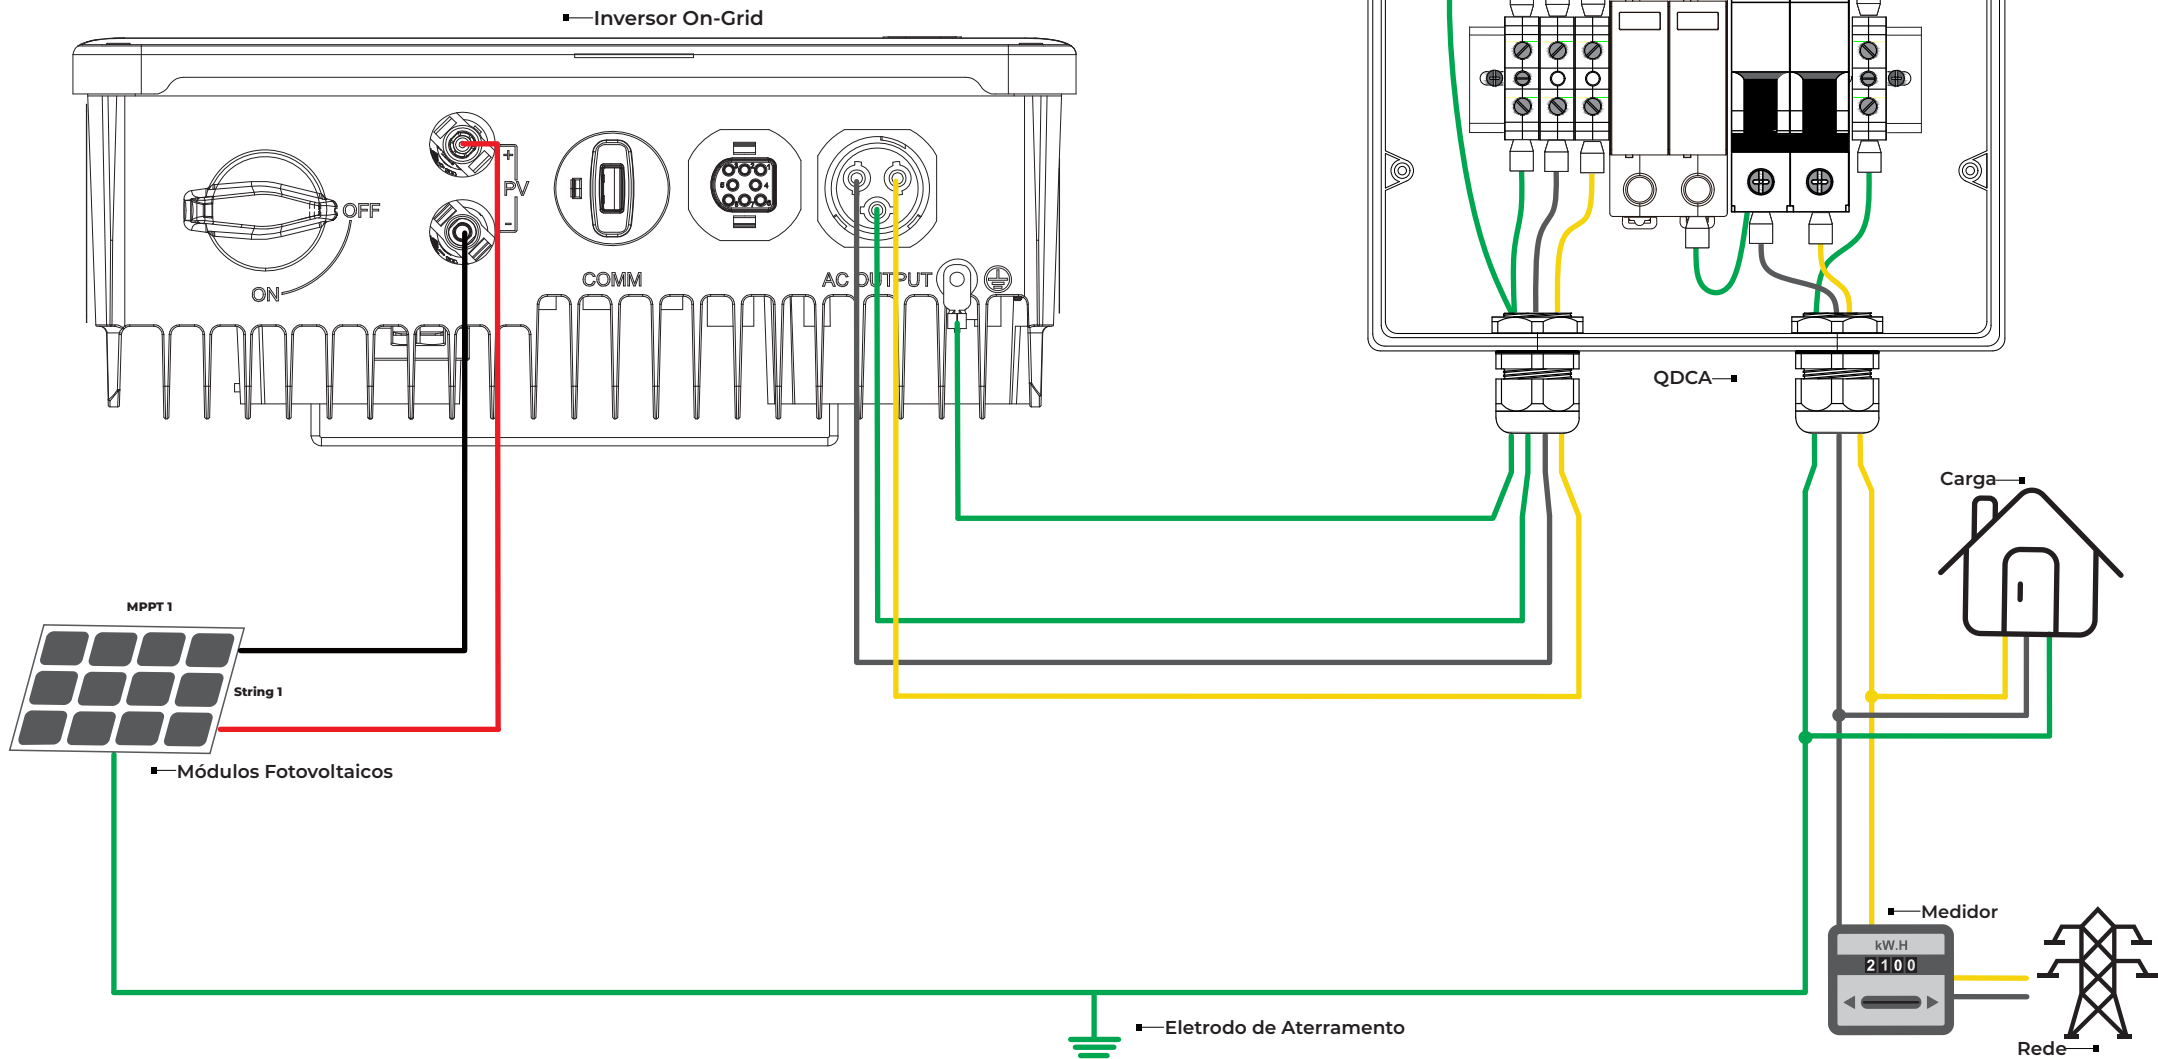 Inversor On-Grid
+
PV
-
OFF
ON
COMM
AC OUTPUT
QDCA
Carga
MPPT 1
String 1
Módulos Fotovoltaicos
Medidor
kW.H
2100
Eletrodo de Aterramento
Rede